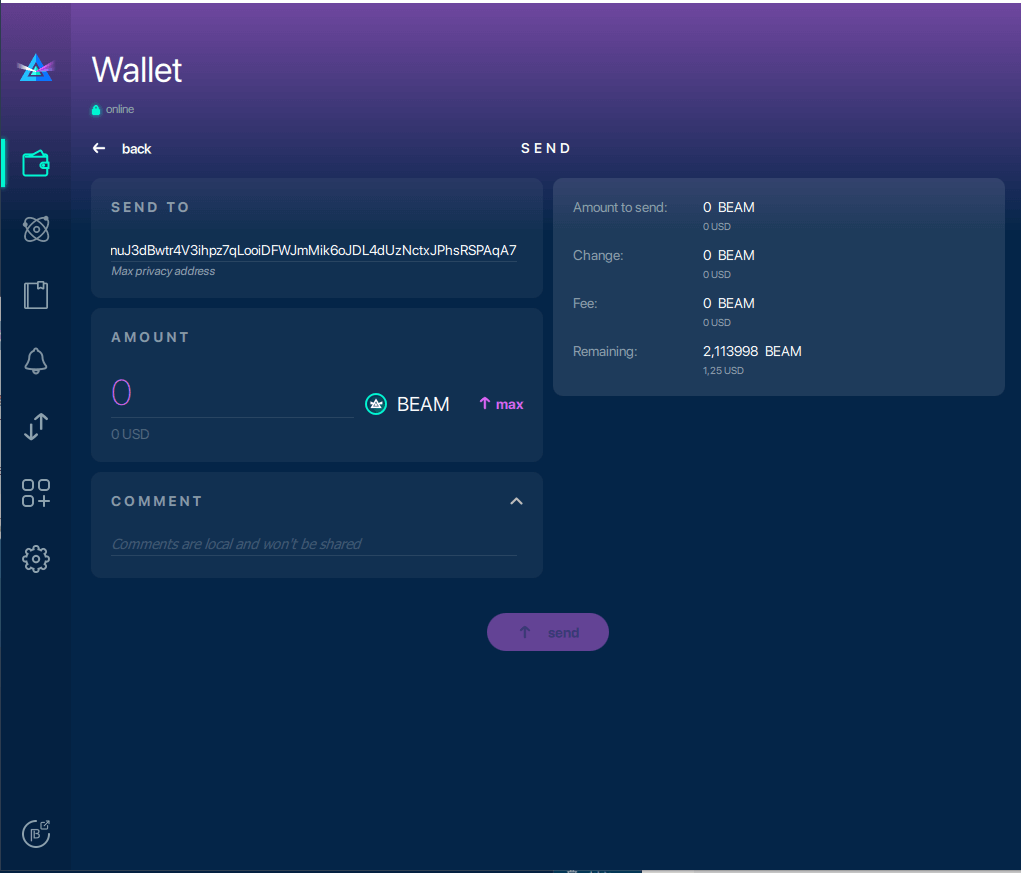 Wallet
online
back
SEND
SEND TO
nuJ3dBwtr4V3ihpz7qLooiDFWJmMik6oJDL4dUzNctxJPhsRSPAqA7
Max privacy address
AMOUNT
0
BEAM
max
0 USD
COMMENT
Comments are local and won't be shared
Amount to send: 0 BEAM
0 USD
Change: 0 BEAM
0 USD
Fee: 0 BEAM
0 USD
Remaining: 2,113998 BEAM
1,25 USD
send